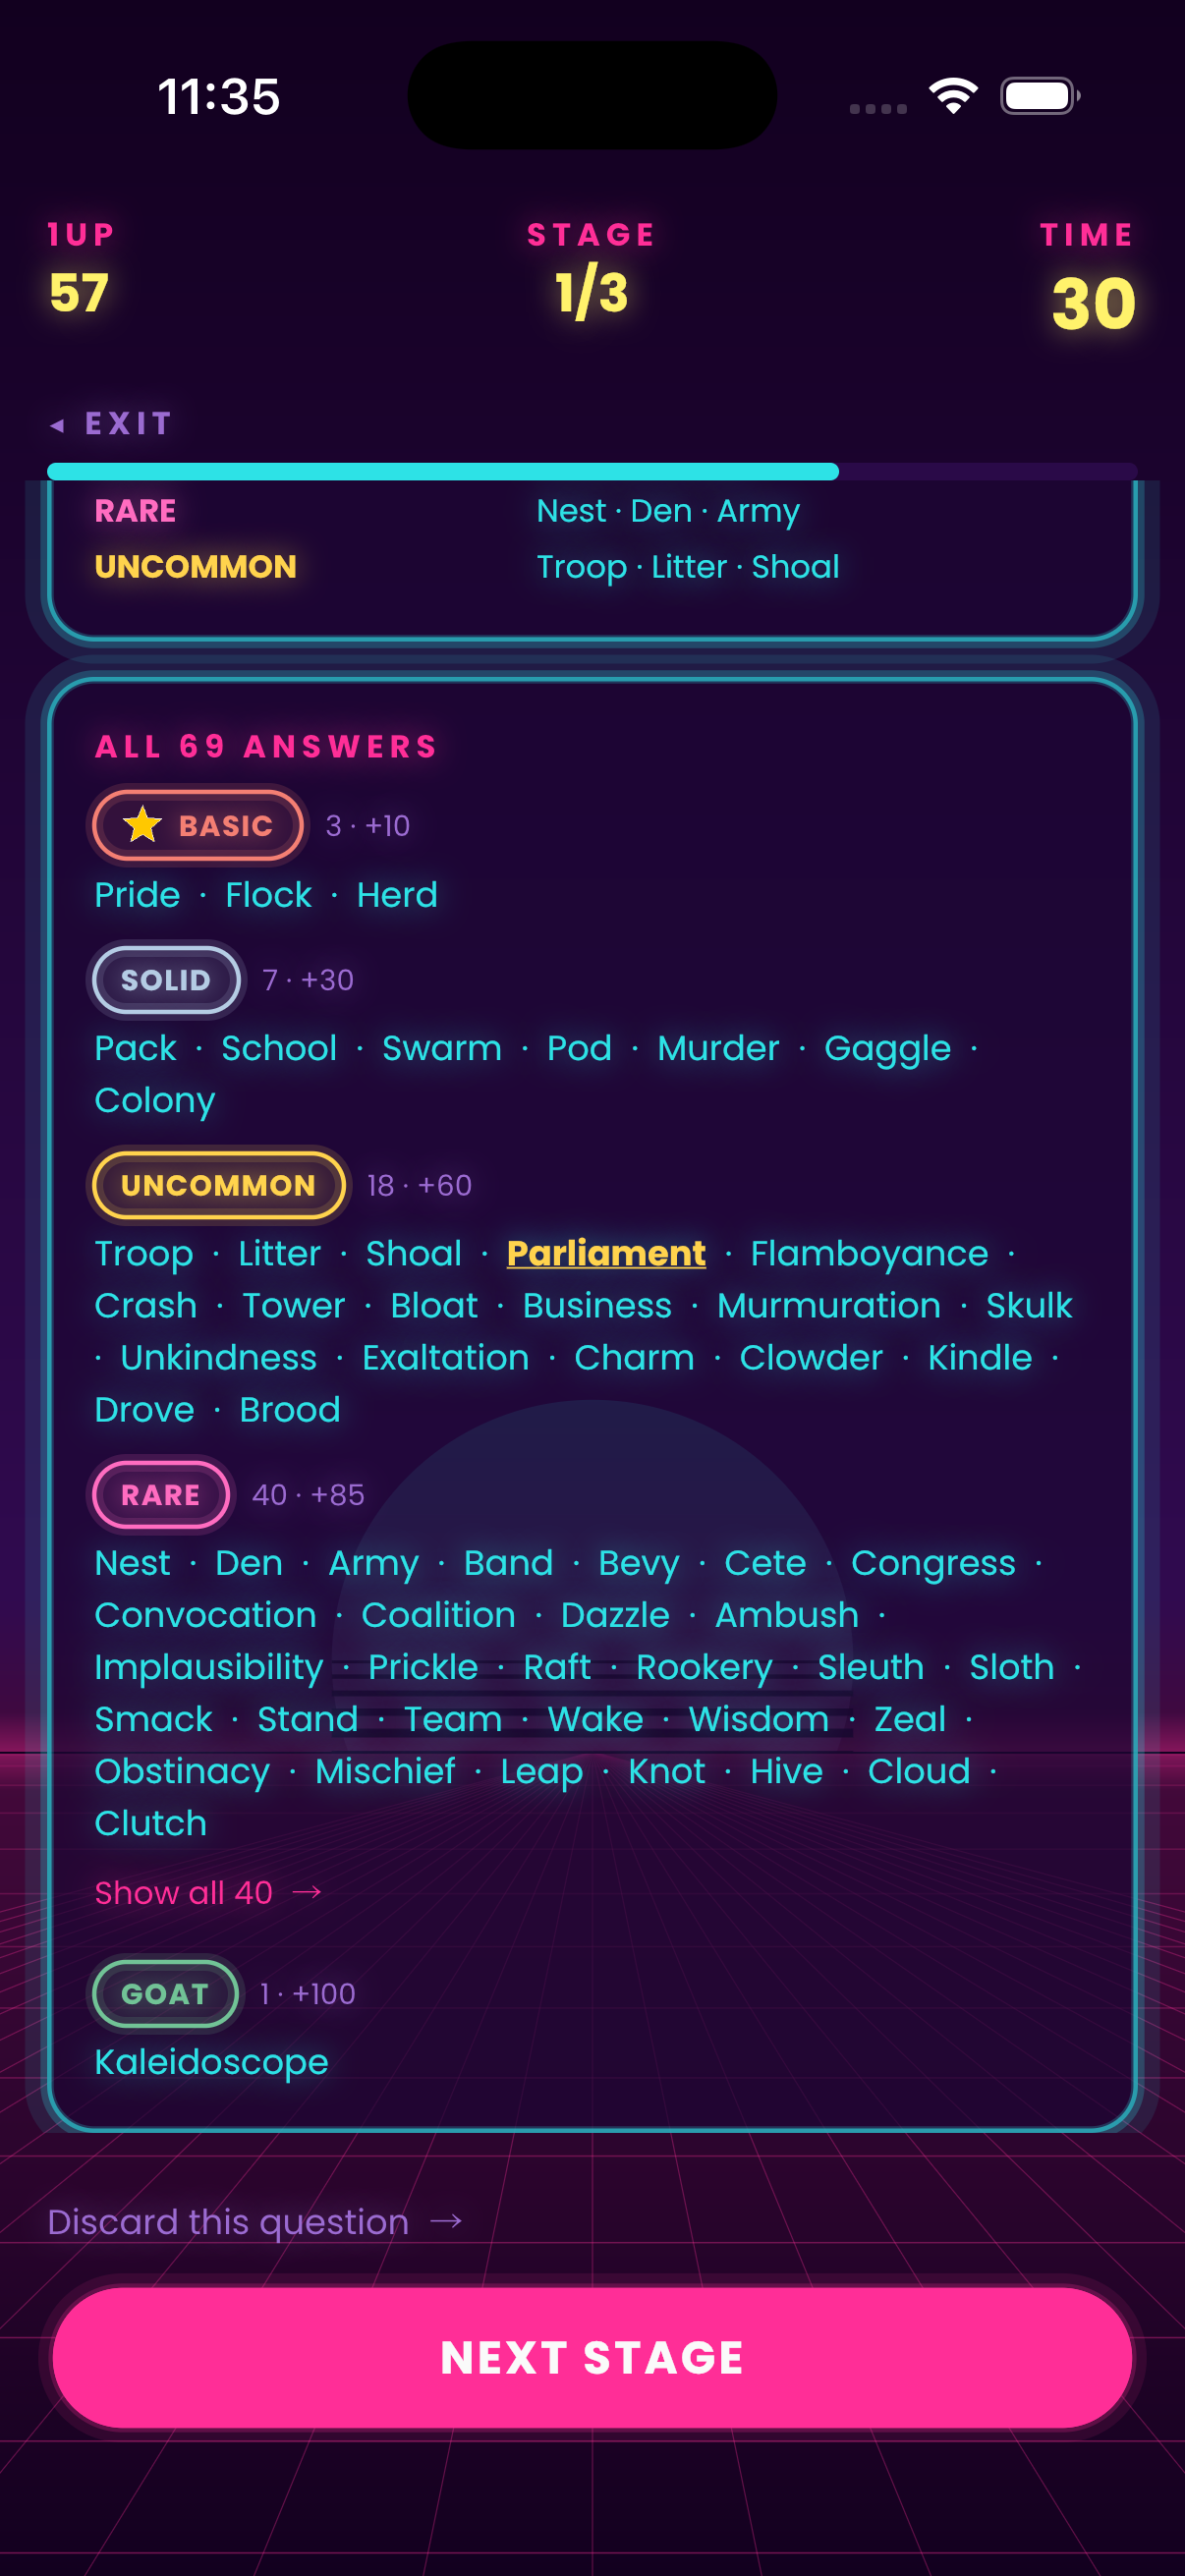 11:35
1UP
STAGE
TIME
57
1/3
30
◂ EXIT
RARE
Nest · Den · Army
UNCOMMON
Troop · Litter · Shoal
ALL 69 ANSWERS
⭐ BASIC 3 · +10
Pride · Flock · Herd
SOLID 7 · +30
Pack · School · Swarm · Pod · Murder · Gaggle ·
Colony
UNCOMMON 18 · +60
Troop · Litter · Shoal · Parliament · Flamboyance ·
Crash · Tower · Bloat · Business · Murmuration · Skulk
· Unkindness · Exaltation · Charm · Clowder · Kindle ·
Drove · Brood
RARE 40 · +85
Nest · Den · Army · Band · Bevy · Cete · Congress ·
Convocation · Coalition · Dazzle · Ambush ·
Implausibility · Prickle · Raft · Rookery · Sleuth · Sloth ·
Smack · Stand · Team · Wake · Wisdom · Zeal ·
Obstinacy · Mischief · Leap · Knot · Hive · Cloud ·
Clutch
Show all 40 →
GOAT 1 · +100
Kaleidoscope
Discard this question →
NEXT STAGE